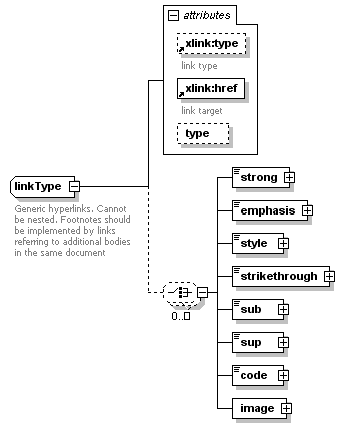 attributes
xlink:type
link type
xlink:href
link target
type
linkType
Generic hyperlinks. Cannot
be nested. Footnotes should
be implemented by links
referring to additional bodies
in the same document
strong
emphasis
style
strikethrough
0..
sub
sup
code
image